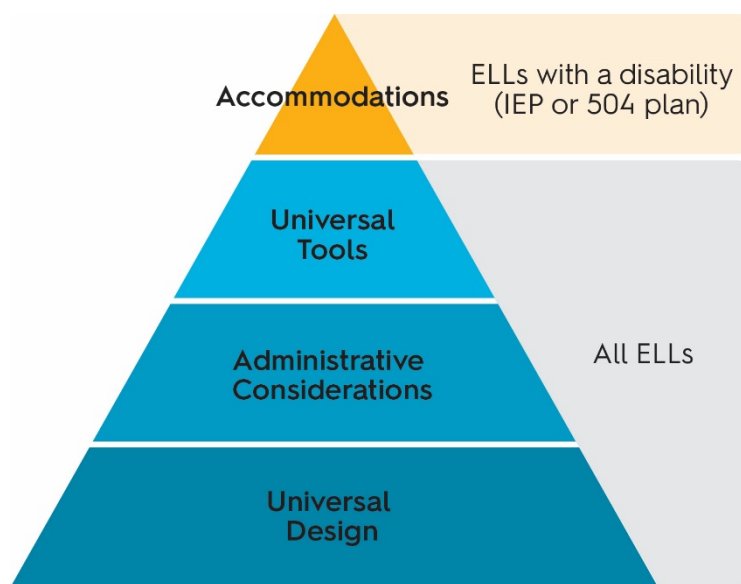 Accommodations
ELLs with a disability
(IEP or 504 plan)
Universal
Tools
Administrative
Considerations
All ELLs
Universal
Design